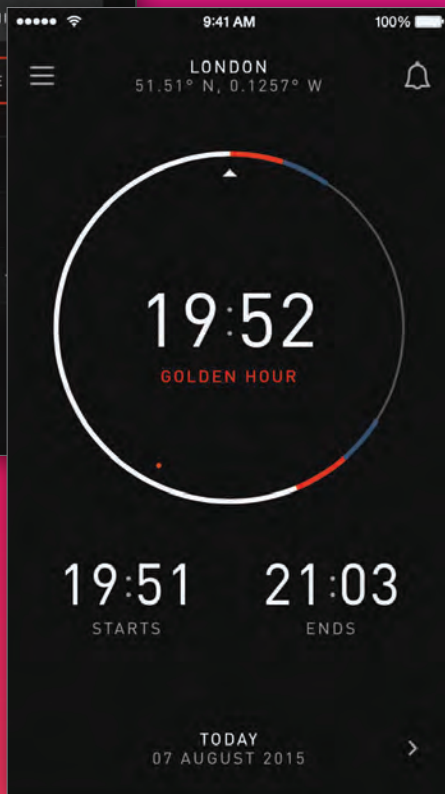 9:41 AM
100%
LONDON
51.51° N, 0.1257° W
19:52
GOLDEN HOUR
19:51
21:03
STARTS
ENDS
TODAY
07 AUGUST 2015